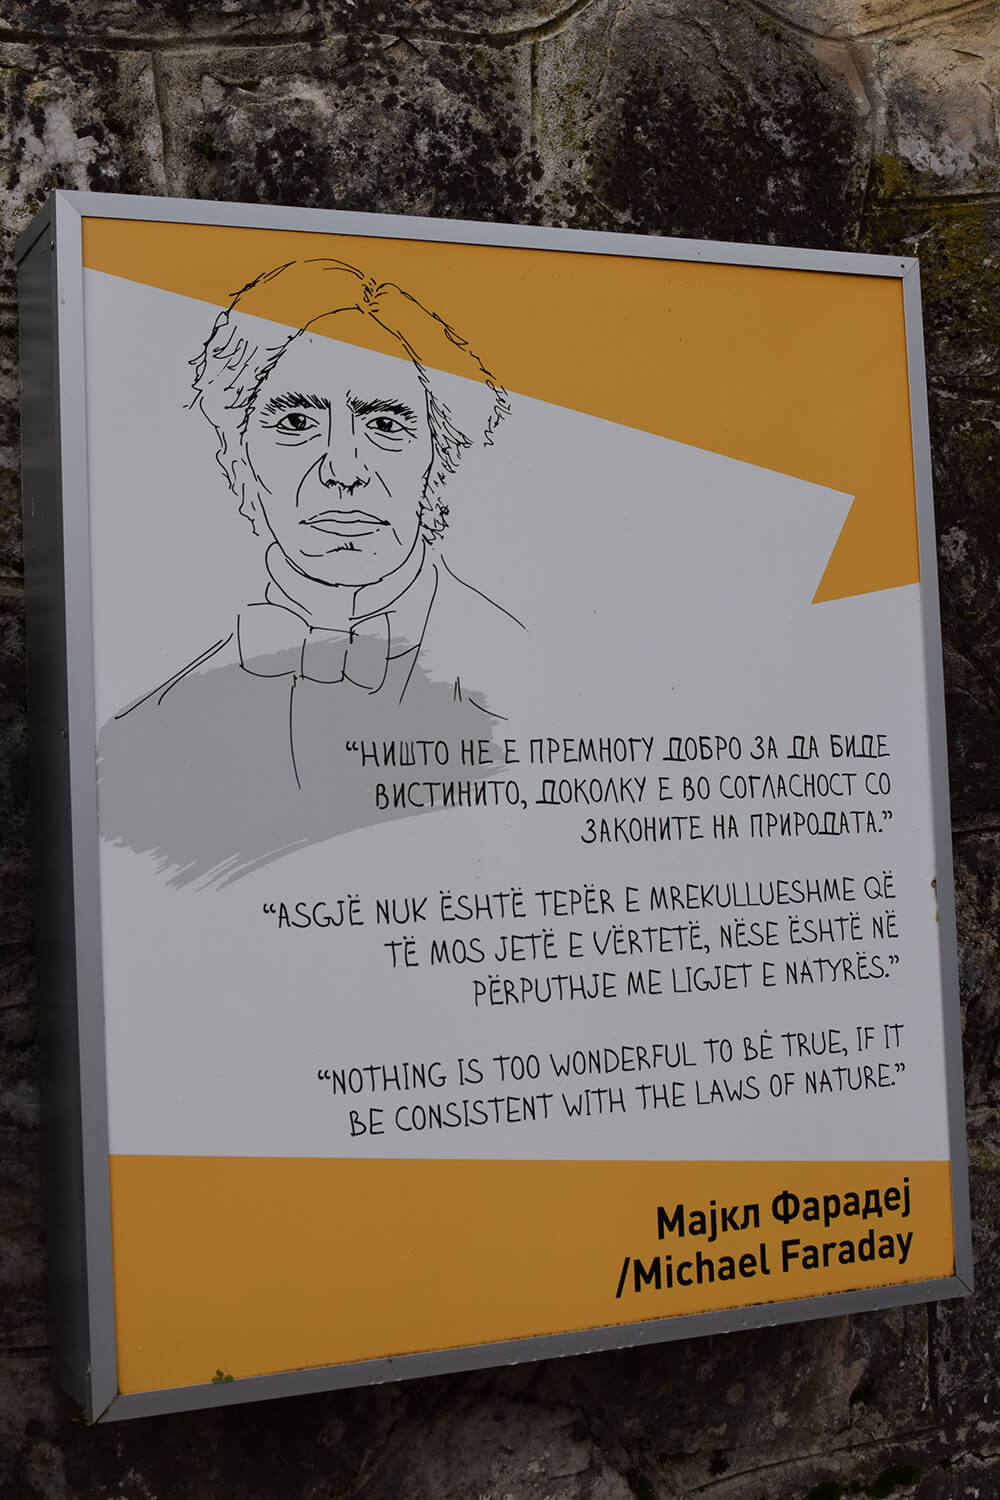 “НИШТО НЕ Е ПРЕМНОГУ ДОБРО ЗА ДА БИДЕ
ВИСТИНИТО, ДОКОЛКУ Е ВО СОГЛАСНОСТ СО
ЗАКОНИТЕ НА ПРИРОДАТА.”
“ASGJË NUK ËSHTË TEPËR E MREKULLUESHME QË
TË MOS JETË E VËRTETË, NËSE ËSHTË NË
PËRPUTHJE ME LIGJET E NATYRËS.”
“NOTHING IS TOO WONDERFUL TO BE TRUE, IF IT
BE CONSISTENT WITH THE LAWS OF NATURE.”
Мајкл Фарадеј
/Michael Faraday